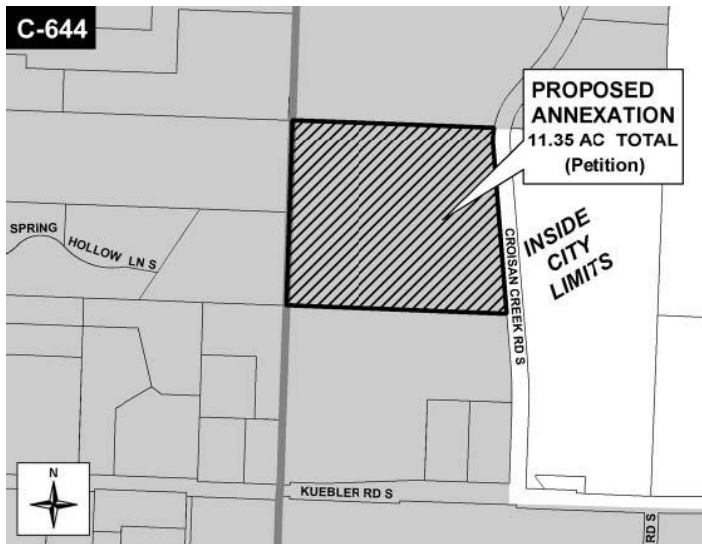 C-644
PROPOSED
ANNEXATION
11.35 AC TOTAL
(Petition)
SPRING
HOLLOW LN S
CROISAN CREEK RD S
INSIDE
CITY
LIMITS
N
KUEBLER RD S
RD S